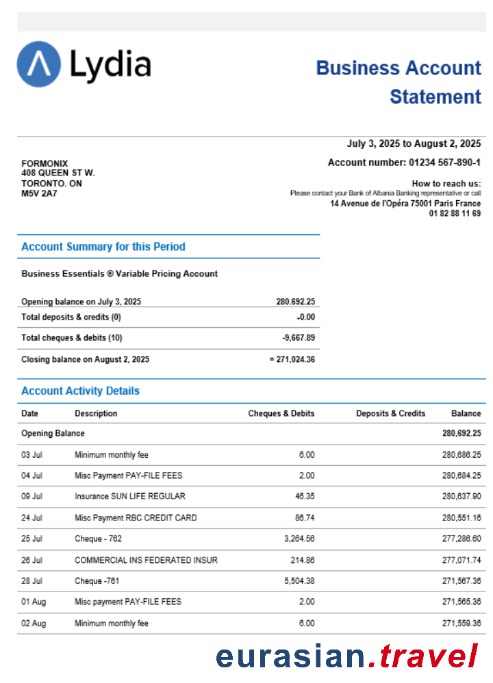 Lydia
Business Account
Statement
July 3, 2025 to August 2, 2025
Account number: 01234 567-890-1
FORMONIX
408 QUEEN ST W.
TORONTO. ON
M5V 2A7
How to reach us:
Please contact your Bank of Albania Banking representative or call
14 Avenue de l'Opéra 75001 Paris France
01 82 88 11 69
Account Summary for this Period
Business Essentials ® Variable Pricing Account
Opening balance on July 3, 2025 280.692.25
Total deposits & credits (0) -0.00
Total cheques & debits (10) -9,667.89
Closing balance on August 2, 2025 = 271,024.36
Account Activity Details
Date Description Cheques & Debits Deposits & Credits Balance
Opening Balance 280,692.25
03 Jul Minimum monthly fee 6.00 280,686.25
04 Jul Misc Payment PAY-FILE FEES 2.00 280,684.25
09 Jul Insurance SUN LIFE REGULAR 46.35 280,637.90
24 Jul Misc Payment RBC CREDIT CARD 86.74 280,551.16
25 Jul Cheque - 762 3,264.56 277,286.60
26 Jul COMMERCIAL INS FEDERATED INSUR 214.86 277,071.74
28 Jul Cheque -761 5,504.38 271,567.36
01 Aug Misc payment PAY-FILE FEES 2.00 271,565.36
02 Aug Minimum monthly fee 6.00 271,559.36
eurasian.travel